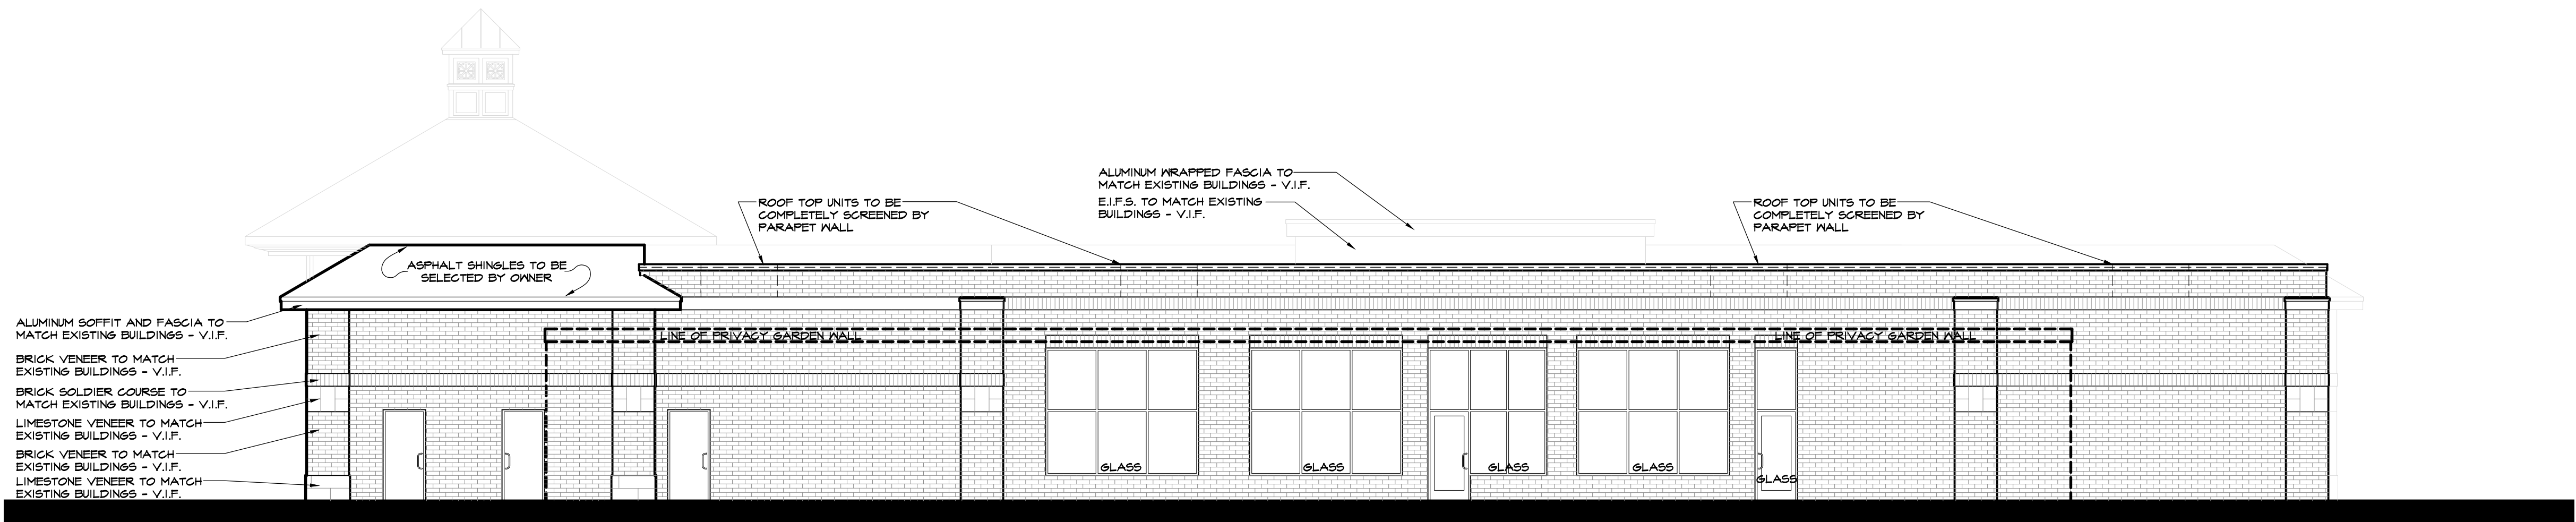 ALUMINUM WRAPPED FASCIA TO
MATCH EXISTING BUILDINGS - V.I.F.
E.I.F.S. TO MATCH EXISTING
BUILDINGS - V.I.F.
ROOF TOP UNITS TO BE
COMPLETELY SCREENED BY
PARAPET WALL
ROOF TOP UNITS TO BE
COMPLETELY SCREENED BY
PARAPET WALL
ASPHALT SHINGLES TO BE
SELECTED BY OWNER
ALUMINUM SOFFIT AND FASCIA TO
MATCH EXISTING BUILDINGS - V.I.F.
BRICK VENEER TO MATCH
EXISTING BUILDINGS - V.I.F.
BRICK SOLDIER COURSE TO
MATCH EXISTING BUILDINGS - V.I.F.
LIMESTONE VENEER TO MATCH
EXISTING BUILDINGS - V.I.F.
BRICK VENEER TO MATCH
EXISTING BUILDINGS - V.I.F.
LIMESTONE VENEER TO MATCH
EXISTING BUILDINGS - V.I.F.
LINE OF PRIVACY GARDEN WALL
LINE OF PRIVACY GARDEN WALL
GLASS
GLASS
GLASS
GLASS
GLASS